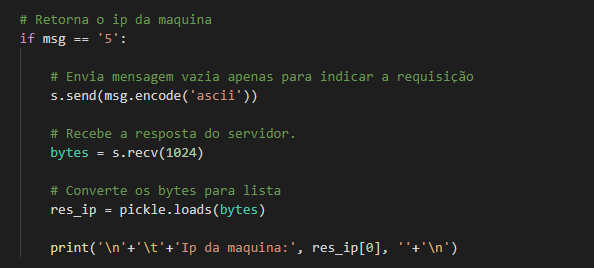 # Retorna o ip da maquina
if msg == '5':
# Envia mensagem vazia apenas para indicar a requisição
s.send(msg.encode('ascii'))
# Recebe a resposta do servidor.
bytes = s.recv(1024)
# Converte os bytes para lista
res_ip = pickle.loads(bytes)
print('\n'+'\t'+'Ip da maquina:', res_ip[0], ''+'\n')